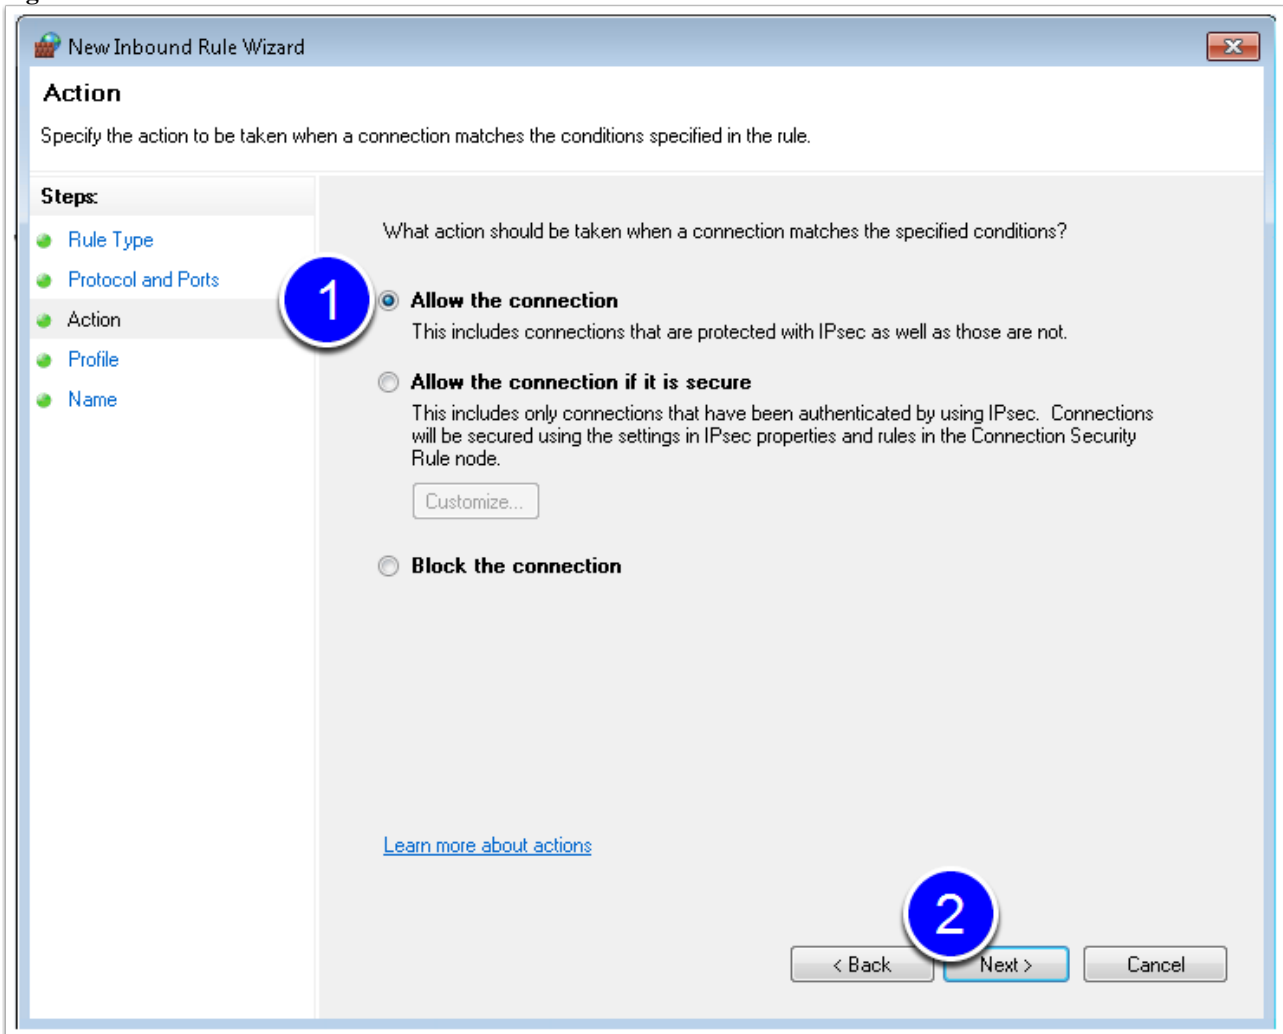 New Inbound Rule Wizard
Action
Specify the action to be taken when a connection matches the conditions specified in the rule.
Steps:
Rule Type
Protocol and Ports
Action
Profile
Name
What action should be taken when a connection matches the specified conditions?
1
Allow the connection
This includes connections that are protected with IPsec as well as those are not.
Allow the connection if it is secure
This includes only connections that have been authenticated by using IPsec. Connections
will be secured using the settings in IPsec properties and rules in the Connection Security
Rule node.
Customize...
Block the connection
Learn more about actions
2
< Back
Next >
Cancel